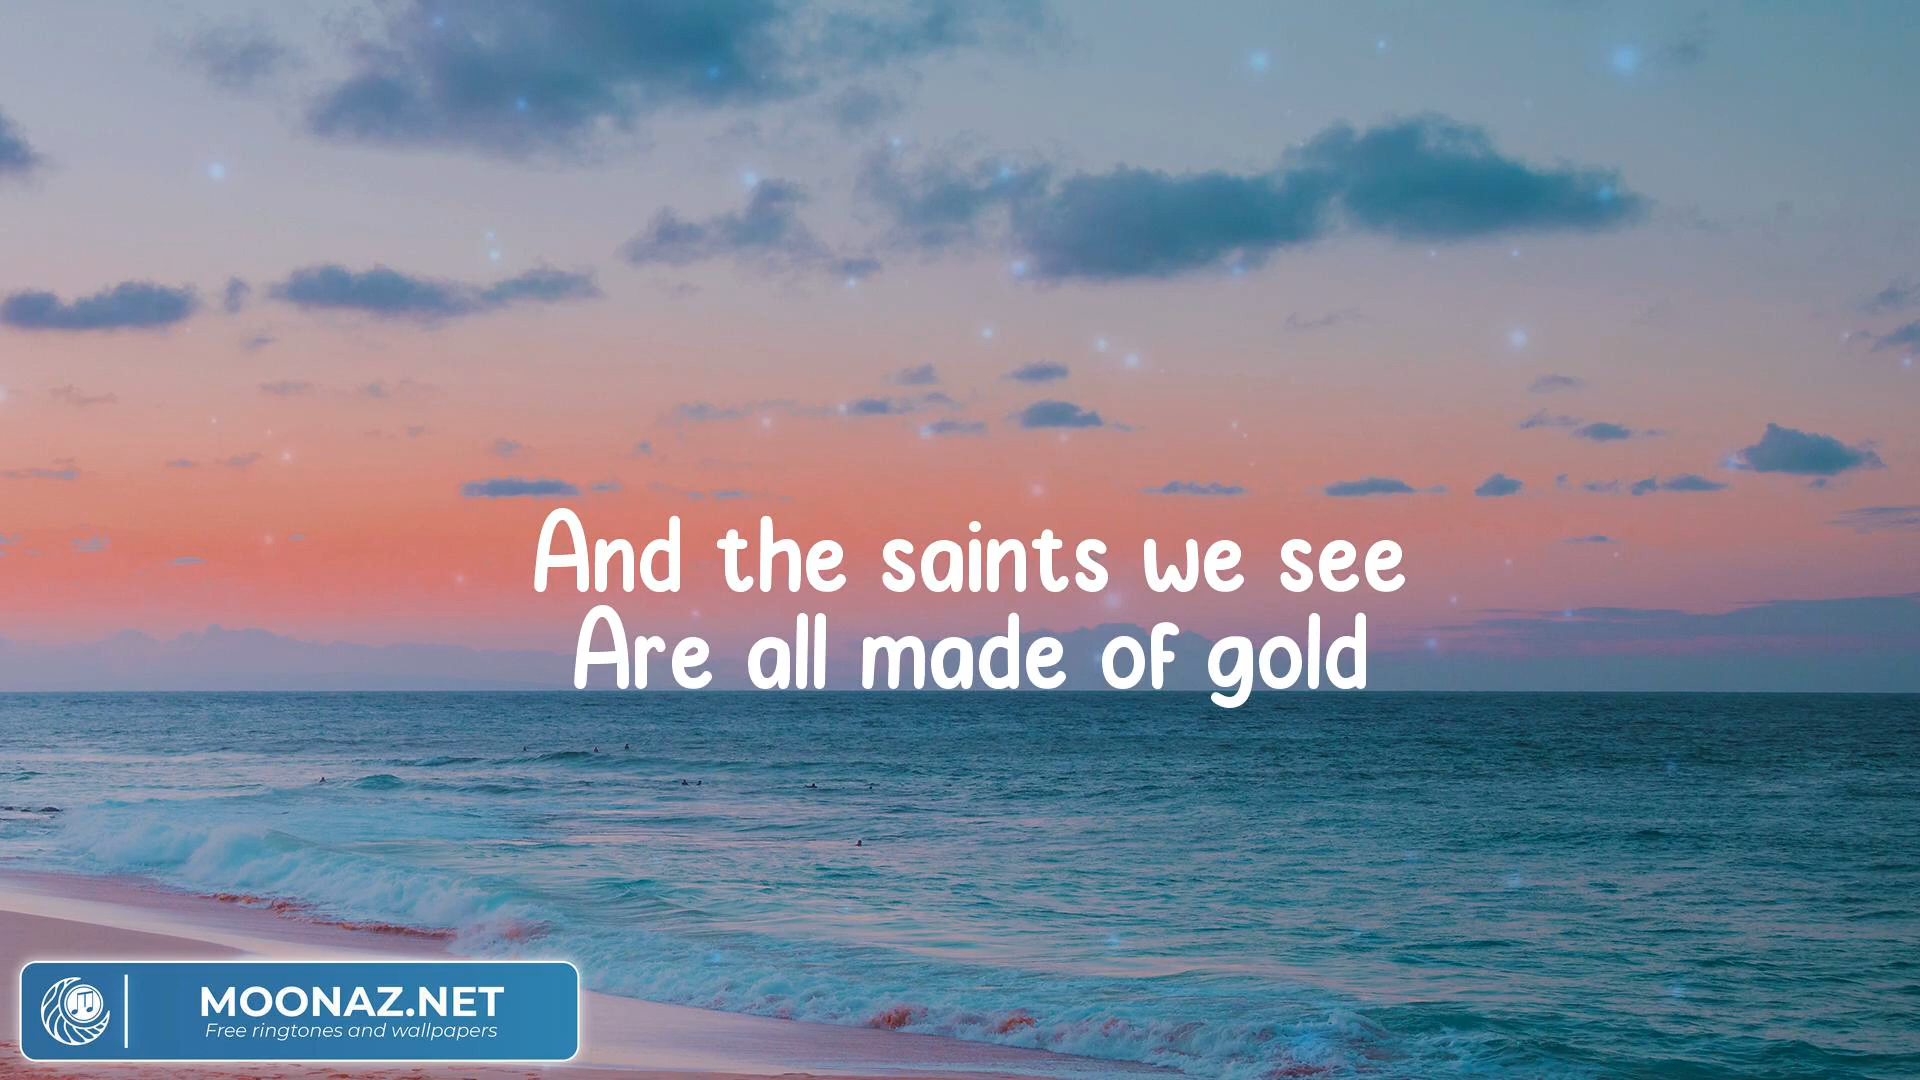 And the saints we see
Are all made of gold
MOONAZ.NET
Free ringtones and wallpapers